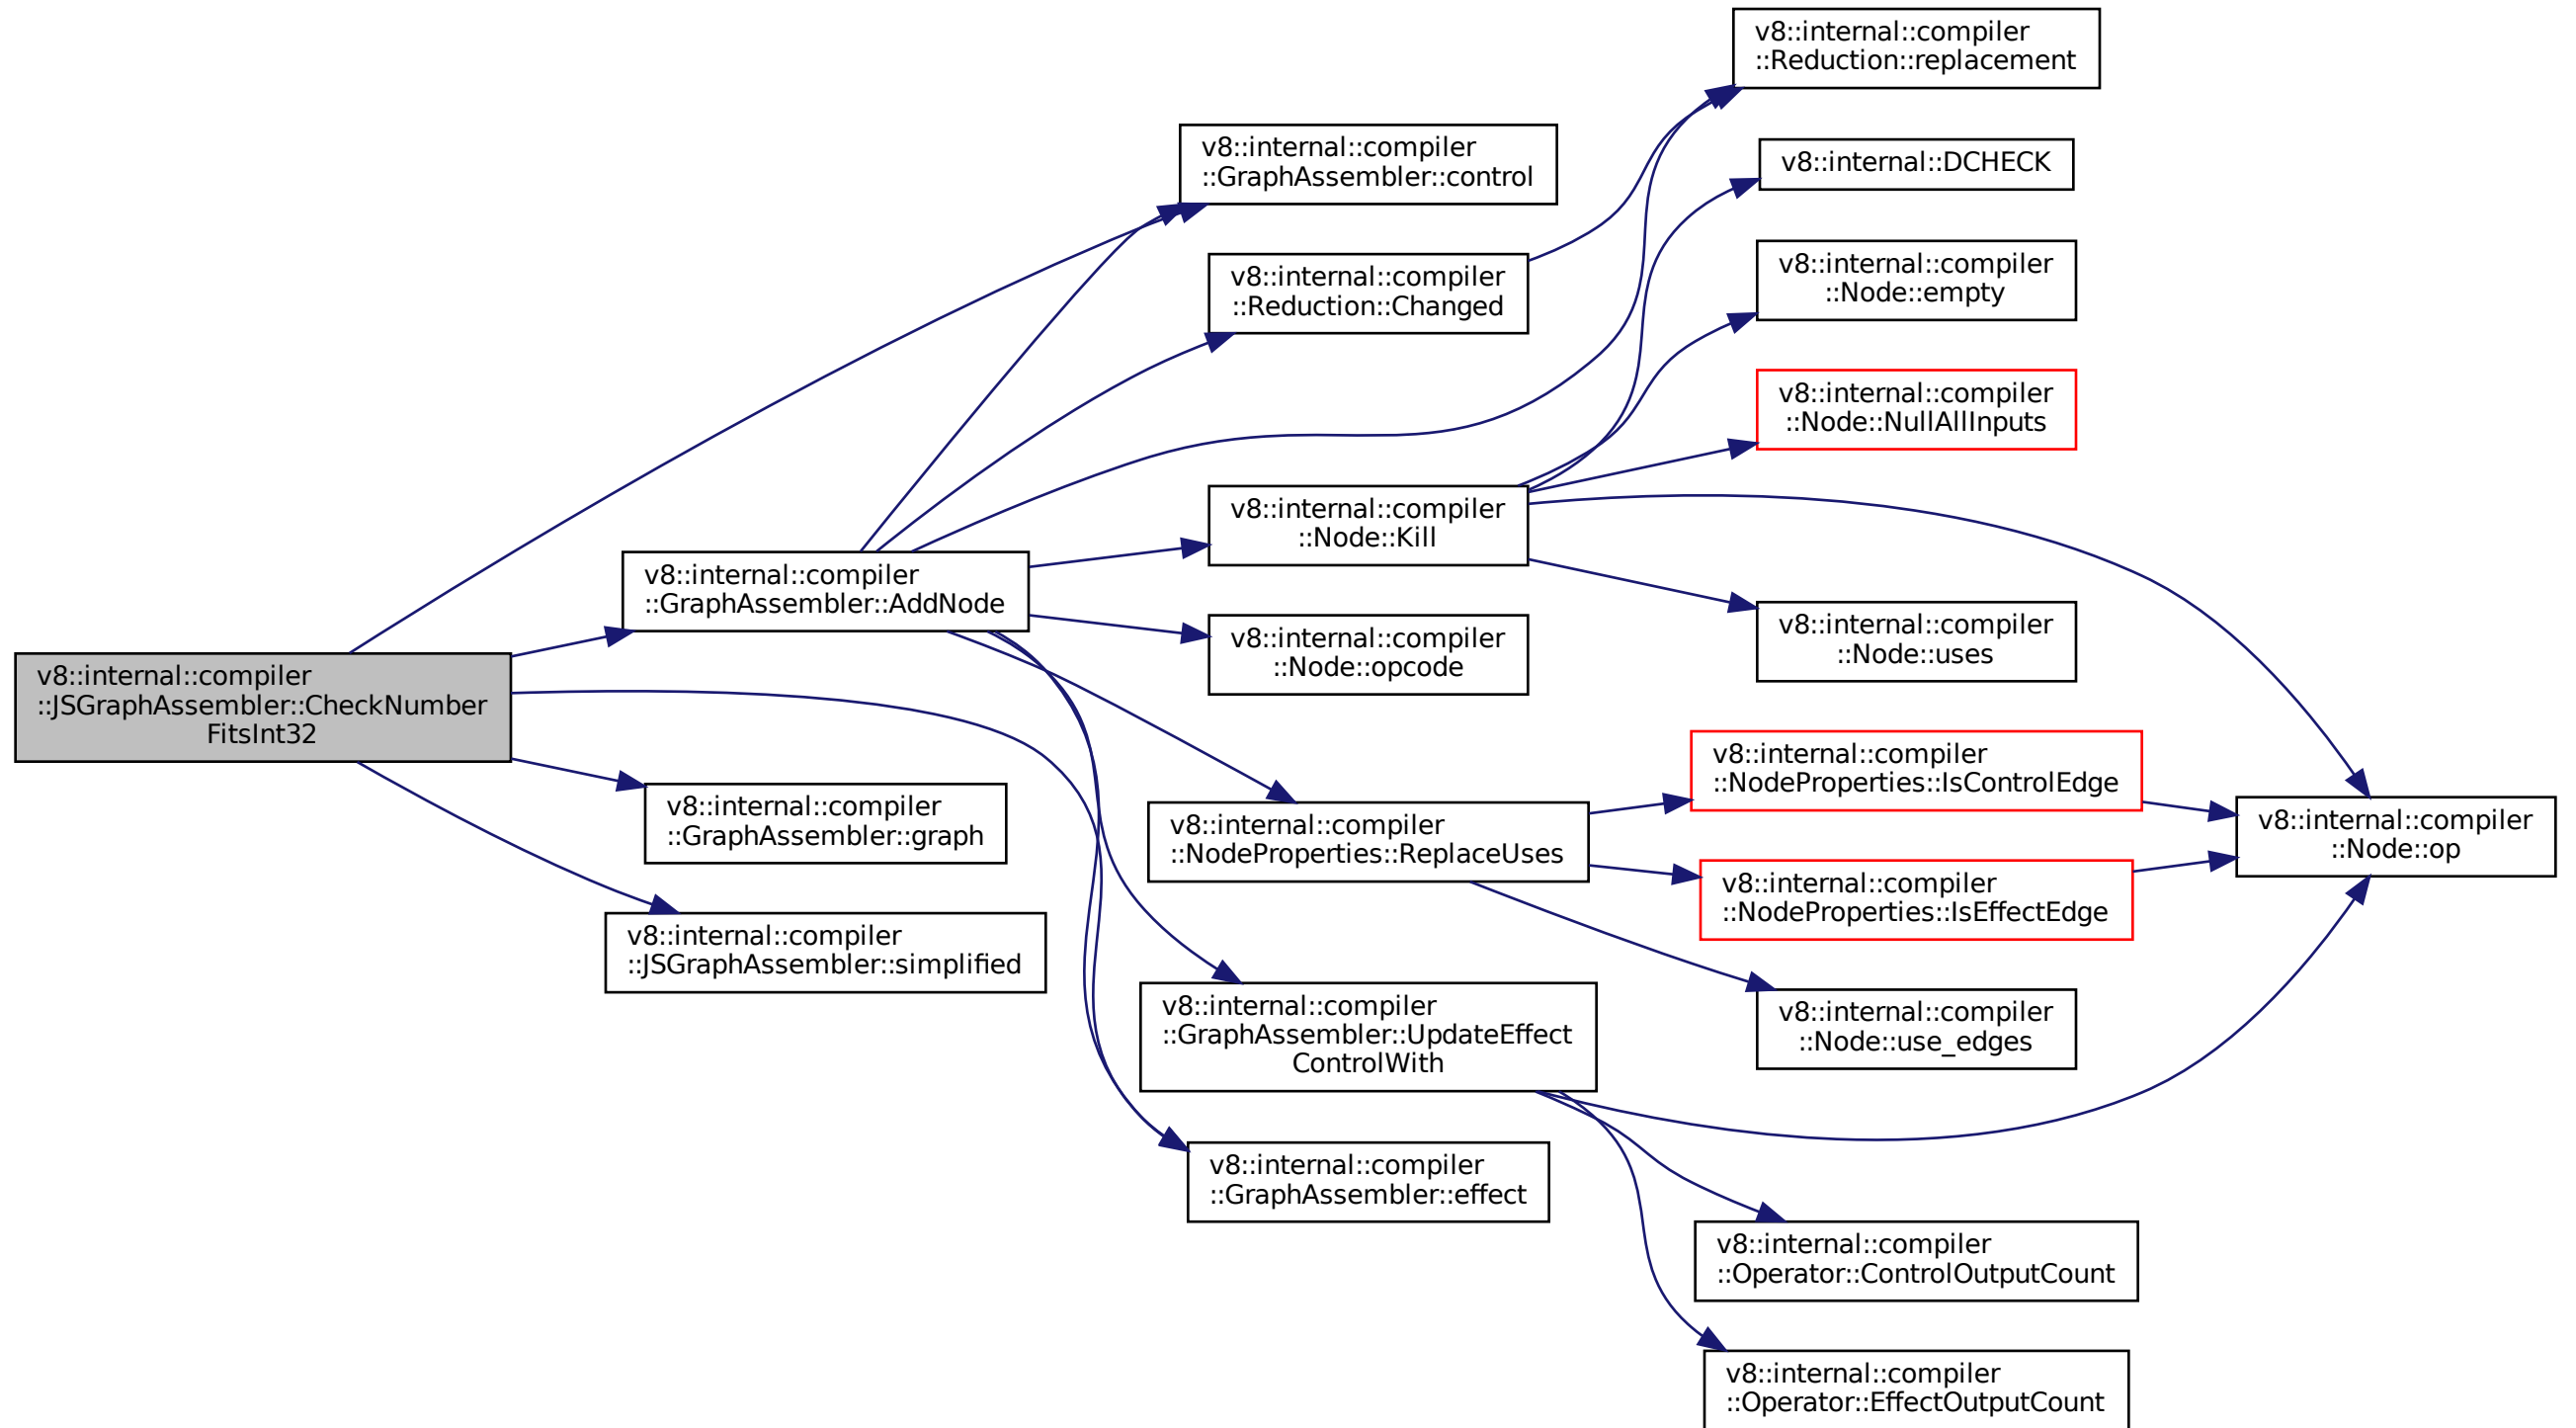 v8::internal::compiler
::JSGraphAssembler::CheckNumber
FitsInt32
v8::internal::compiler
::GraphAssembler::AddNode
v8::internal::compiler
::GraphAssembler::graph
v8::internal::compiler
::JSGraphAssembler::simplified
v8::internal::compiler
::GraphAssembler::control
v8::internal::compiler
::Reduction::Changed
v8::internal::compiler
::Node::Kill
v8::internal::compiler
::Node::opcode
v8::internal::compiler
::NodeProperties::ReplaceUses
v8::internal::compiler
::GraphAssembler::UpdateEffect
ControlWith
v8::internal::compiler
::GraphAssembler::effect
v8::internal::compiler
::Reduction::replacement
v8::internal::DCHECK
v8::internal::compiler
::Node::empty
v8::internal::compiler
::Node::NullAllInputs
v8::internal::compiler
::Node::uses
v8::internal::compiler
::NodeProperties::IsControlEdge
v8::internal::compiler
::NodeProperties::IsEffectEdge
v8::internal::compiler
::Node::use_edges
v8::internal::compiler
::Operator::ControlOutputCount
v8::internal::compiler
::Operator::EffectOutputCount
v8::internal::compiler
::Node::op